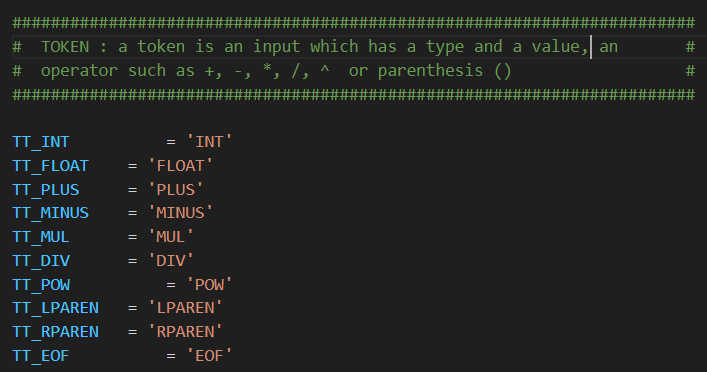 #######################################################################
#  TOKEN : a token is an input which has a type and a value, an       #
#  operator such as +, -, *, /, ^  or parenthesis ()                  #
#######################################################################
TT_INT          = 'INT'
TT_FLOAT    = 'FLOAT'
TT_PLUS     = 'PLUS'
TT_MINUS    = 'MINUS'
TT_MUL      = 'MUL'
TT_DIV      = 'DIV'
TT_POW          = 'POW'
TT_LPAREN   = 'LPAREN'
TT_RPAREN   = 'RPAREN'
TT_EOF          = 'EOF'